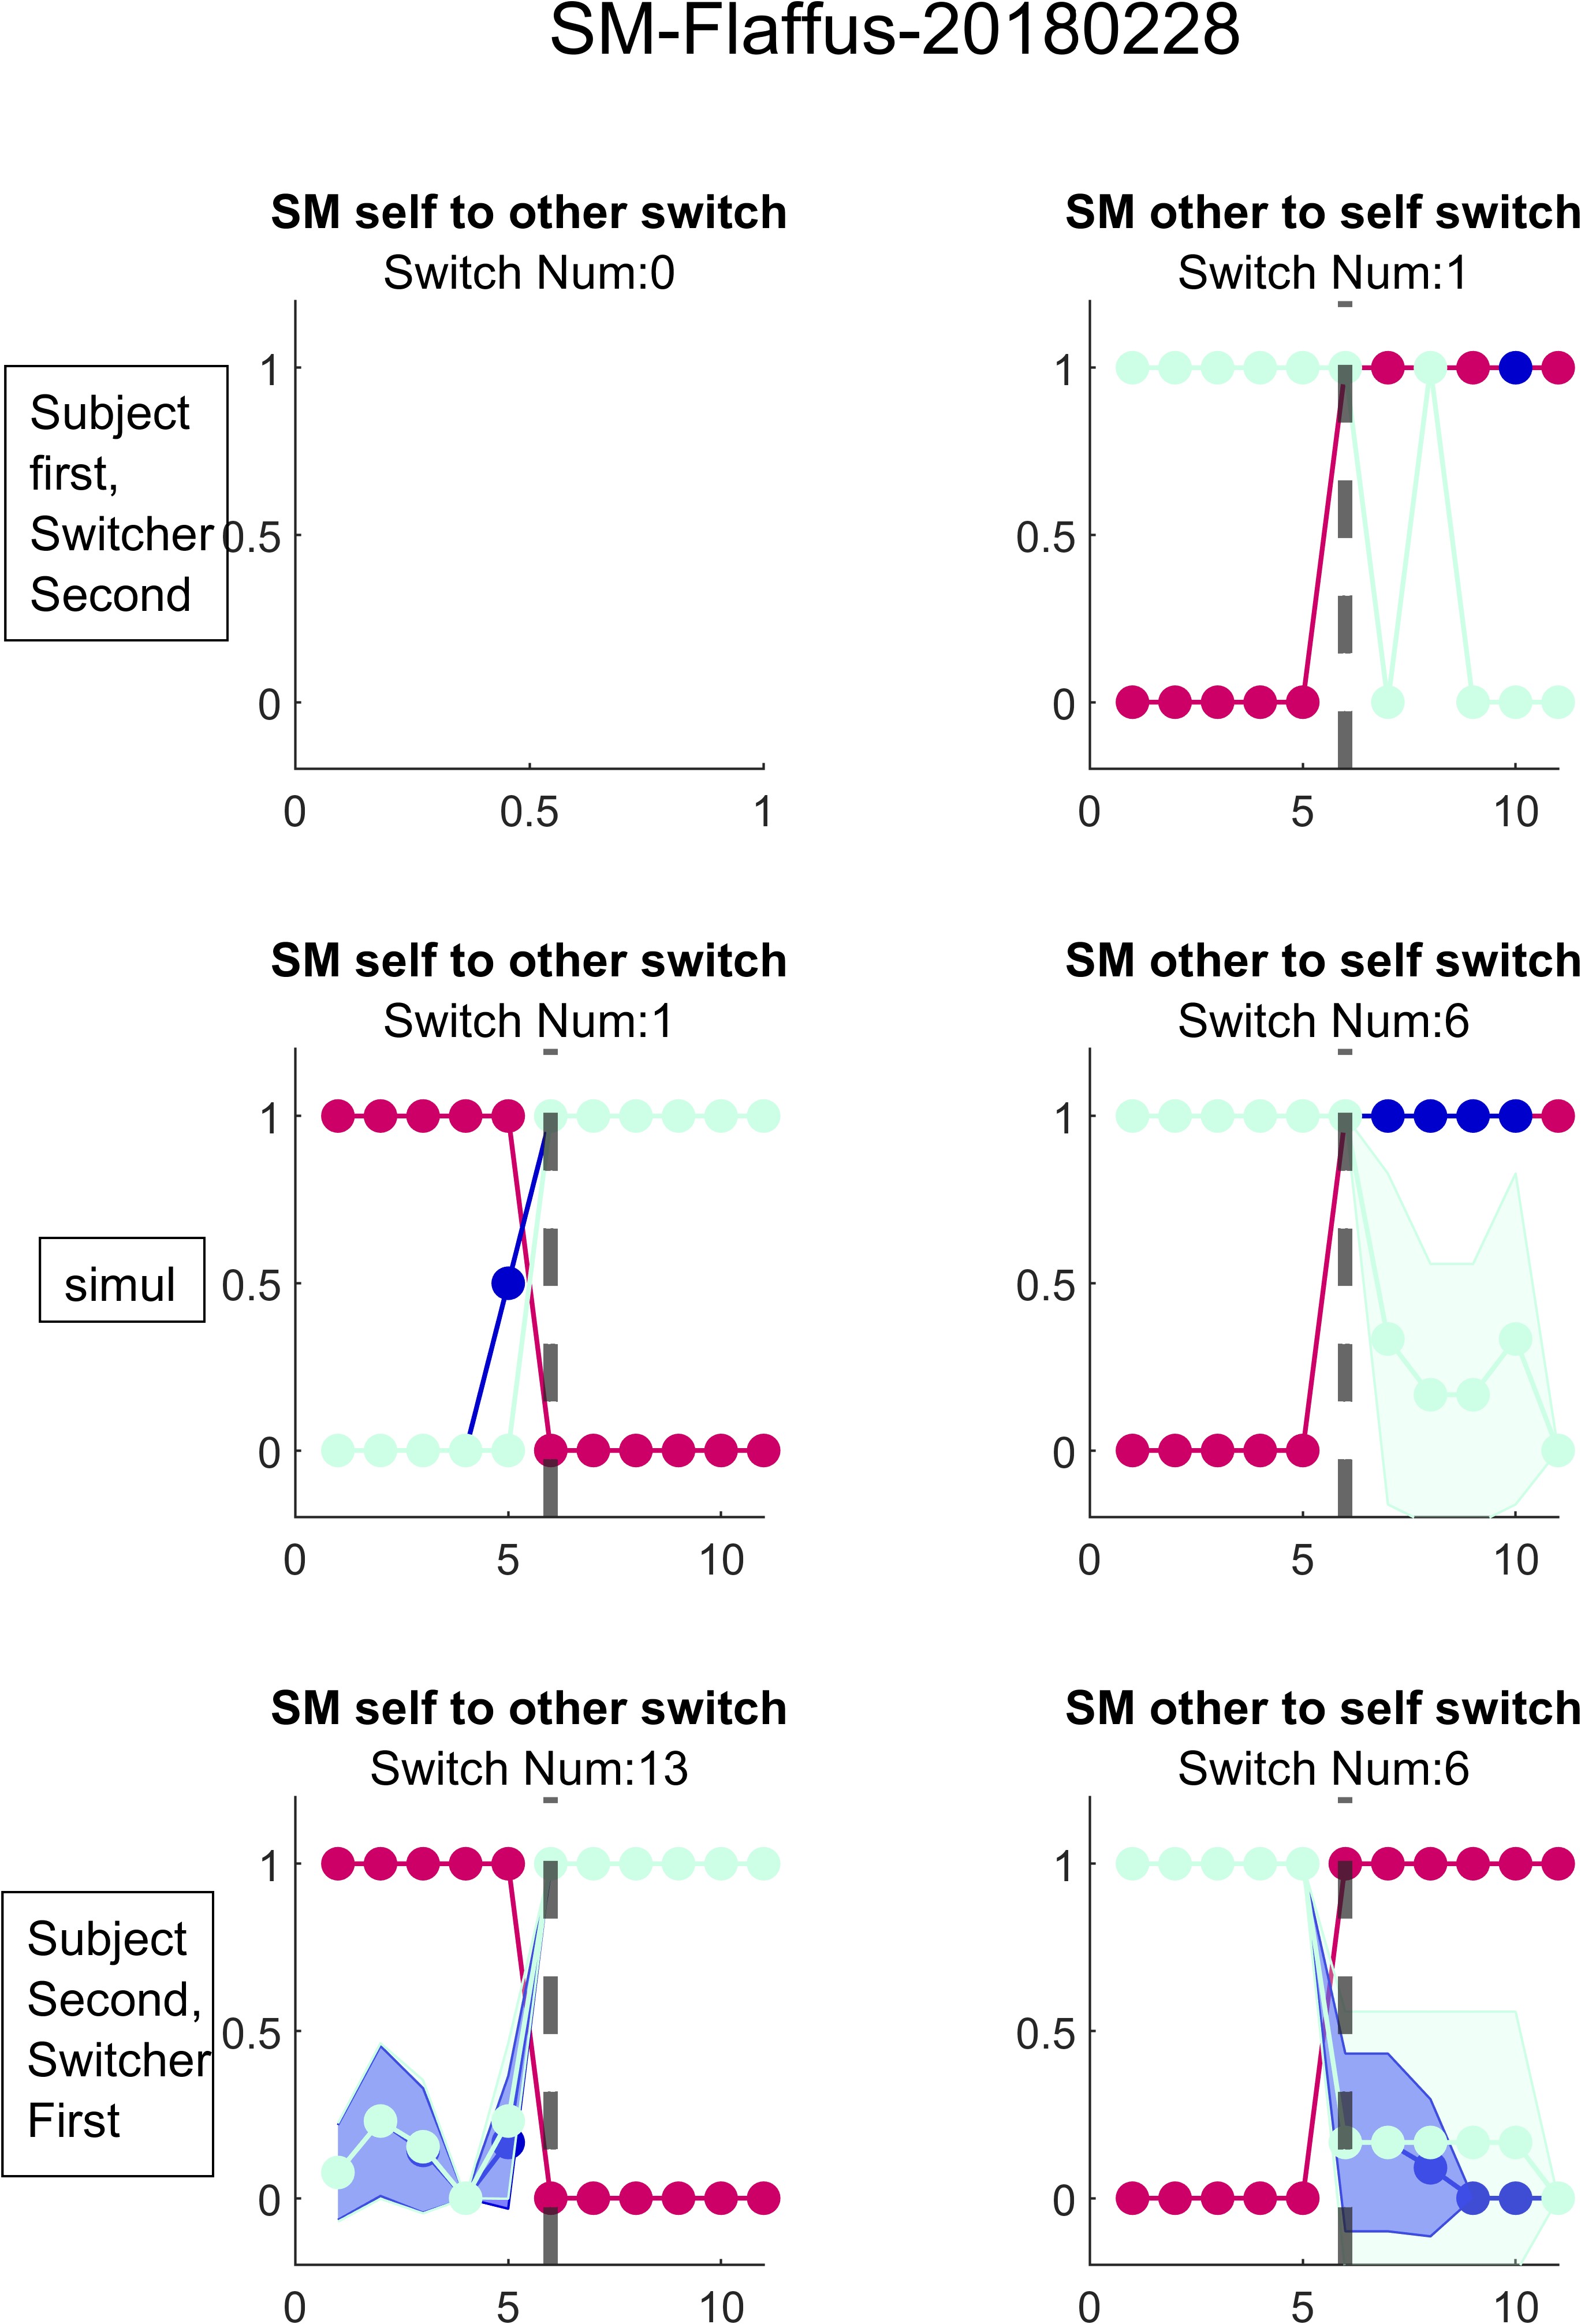 SM-Flaffus-20180228
SM self to other switch
Switch Num:0
SM other to self switch
Switch Num:1
Subject
first,
Switcher
Second
1
0.5
0
0
0.5
1
1
0.5
0
0
5
10
SM self to other switch
Switch Num:1
SM other to self switch
Switch Num:6
simul
1
0.5
0
0
5
10
1
0.5
0
0
5
10
SM self to other switch
Switch Num:13
SM other to self switch
Switch Num:6
Subject
Second,
Switcher
First
1
0.5
0
0
5
10
1
0.5
0
0
5
10